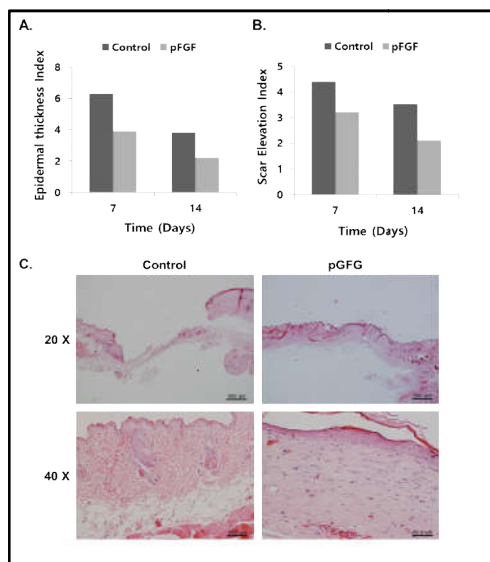 A.
Control pFGF
Epidermal thickness Index
8
6
4
2
0
7 14
Time (Days)
B.
Control pFGF
Scar Elevation Index
5
4
3
2
1
0
7 14
Time (Days)
C.
Control pGFG
20 X
40 X